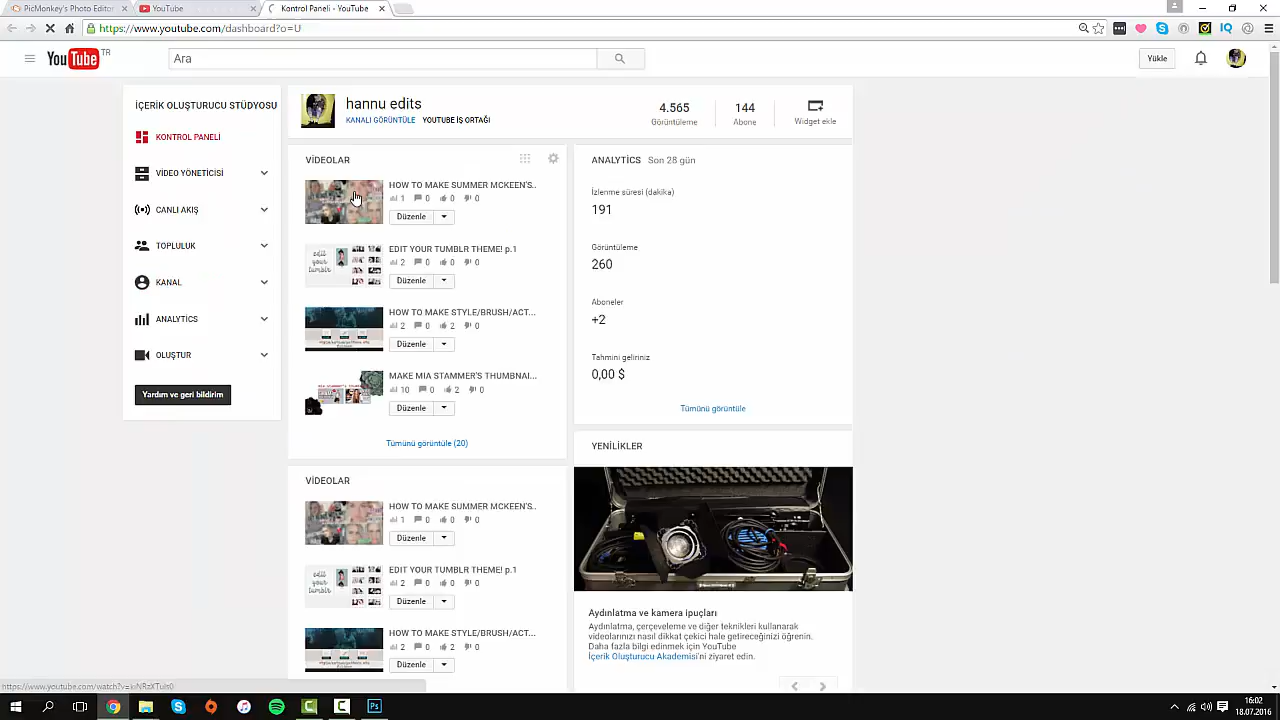 PicMonkey's Photo Editor
YouTube
Kontrol Paneli - YouTube
https://www.youtube.com/dashboard?o=U
YouTube TR
Ara
Yükle
İÇERİK OLUŞTURUCU STÜDYOSU
KONTROL PANELİ
VİDEO YÖNETİCİSİ
CANLI AKIŞ
TOPLULUK
KANAL
ANALYTICS
OLUŞTUR
Yardım ve geri bildirim
hannu edits
KANALI GÖRÜNTÜLE YOUTUBE İŞ ORTAĞI
4.565
Görüntüleme
144
Abone
Widget ekle
VİDEOLAR
HOW TO MAKE SUMMER MCKEEN'S..
1 0 0 0
Düzenle
EDIT YOUR TUMBLR THEME! p.1
2 0 0 0
Düzenle
HOW TO MAKE STYLE/BRUSH/ACT...
2 0 2 0
Düzenle
MAKE MIA STAMMER'S THUMBNAI...
10 0 2 0
Düzenle
Tümünü görüntüle (20)
VİDEOLAR
HOW TO MAKE SUMMER MCKEEN'S..
1 0 0 0
Düzenle
EDIT YOUR TUMBLR THEME! p.1
2 0 0 0
Düzenle
HOW TO MAKE STYLE/BRUSH/ACT...
2 0 2 0
Düzenle
ANALYTICS Son 28 gün
İzlenme süresi (dakika)
191
Görüntüleme
260
Aboneler
+2
Tahmini geliriniz
0,00 $
Tümünü görüntüle
YENİLİKLER
Aydınlatma ve kamera ipuçları
Aydınlatma, çerçeveleme ve diğer teknikleri kullanarak
videolarınızı nasıl dikkat çekici hale getireceğinizi öğrenin.
Daha fazla bilgi edinmek için YouTube
İçerik Oluşturucu Akademisi'ni ziyaret edin.
16:02
18.07.2016